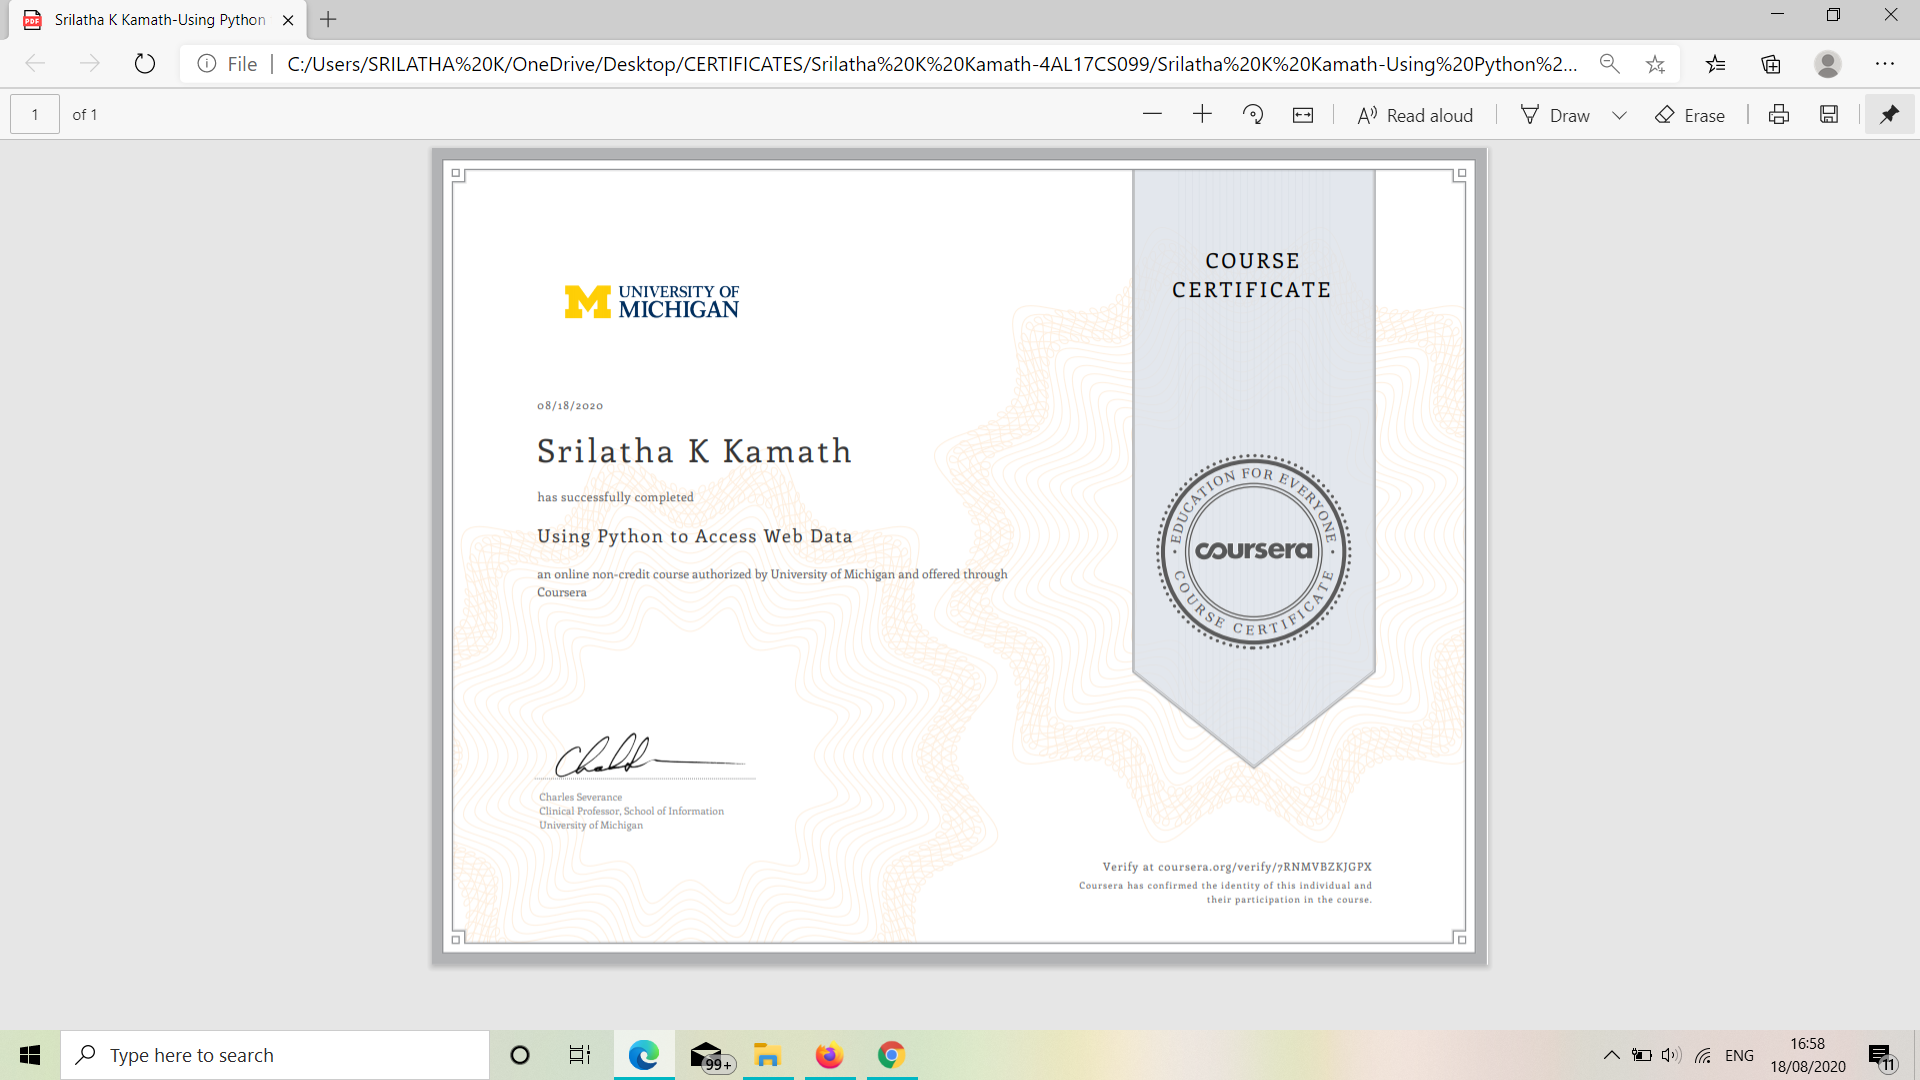 Srilatha K Kamath-Using Python
File
C:/Users/SRILATHA%20K/OneDrive/Desktop/CERTIFICATES/Srilatha%20K%20Kamath-4AL17CS099/Srilatha%20K%20Kamath-Using%20Python%2...
1 of 1
Read aloud
Draw
Erase
COURSE
CERTIFICATE
M UNIVERSITY OF
MICHIGAN
08/18/2020
Srilatha K Kamath
has successfully completed
Using Python to Access Web Data
an online non-credit course authorized by University of Michigan and offered through
Coursera
EDUCATION FOR EVERYONE
coursera
COURSE CERTIFICATE
Charles Severance
Clinical Professor, School of Information
University of Michigan
Verify at coursera.org/verify/7RNMVBZKJGPX
Coursera has confirmed the identity of this individual and
their participation in the course.
Type here to search
99+
ENG
16:58
18/08/2020
11